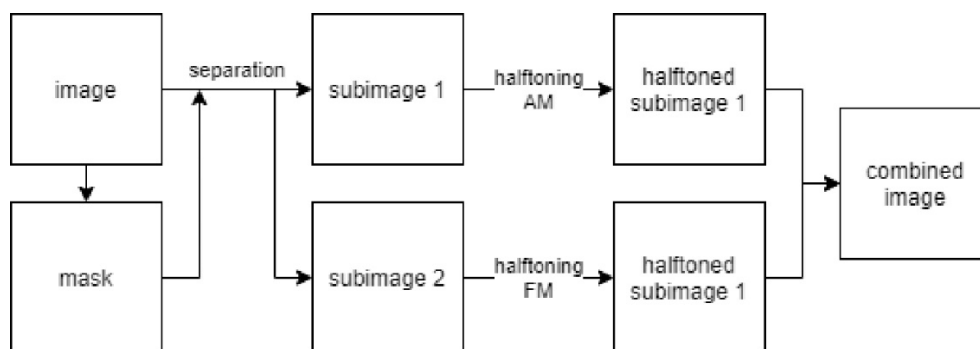 image
separation
subimage 1
halftoning
AM
halftoned
subimage 1
combined
image
mask
subimage 2
halftoning
FM
halftoned
subimage 1